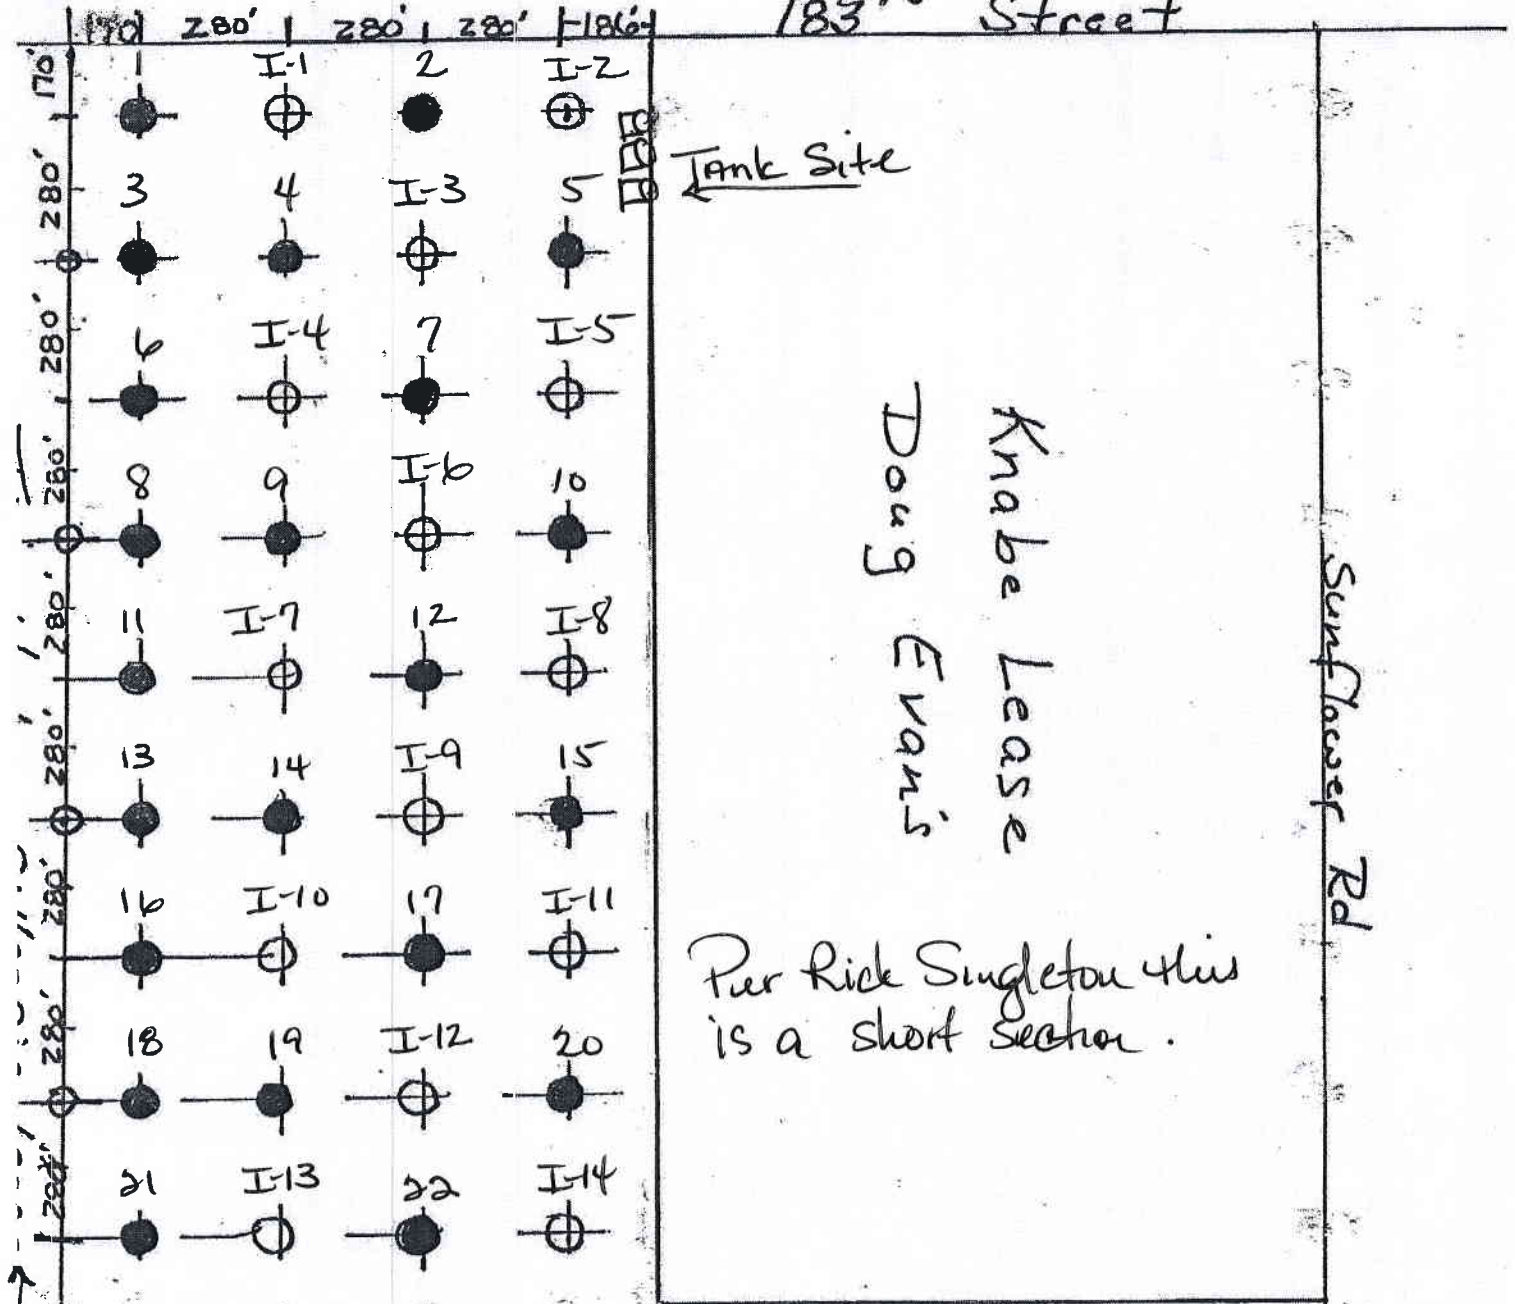 170 280' 280' 280' 186' 183rd Street
170'
1 I-1 2 I-2
Tank Site
280'
3 4 I-3 5
280'
6 I-4 7 I-5
280'
8 9 I-6 10
280'
11 I-7 12 I-8
280'
13 14 I-9 15
280'
16 I-10 17 I-11
280'
18 19 I-12 20
280'
21 I-13 22 I-14
Knabe Lease
Doug Evan's
Per Rick Singleton this
is a short section.
Sunflower Rd